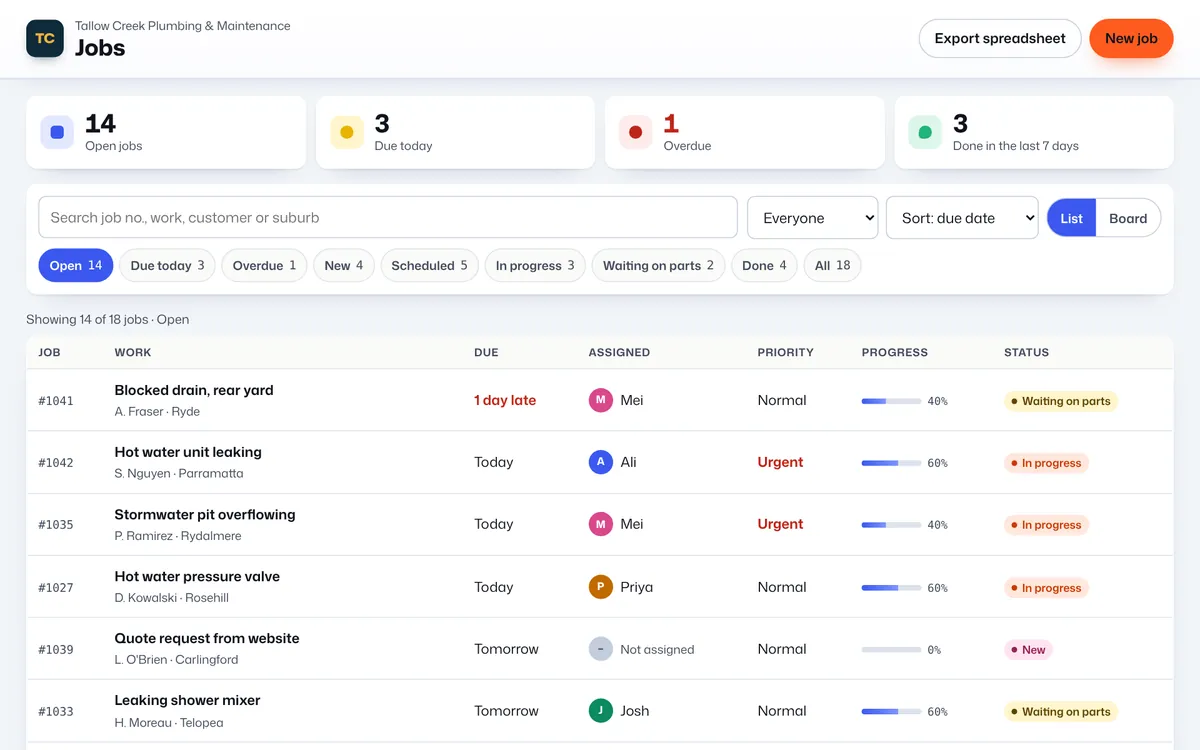 TC
Tallow Creek Plumbing & Maintenance
Jobs
Export spreadsheet
New job
14
Open jobs
3
Due today
1
Overdue
3
Done in the last 7 days
Search job no., work, customer or suburb
Everyone
Sort: due date
List
Board
Open 14
Due today 3
Overdue 1
New 4
Scheduled 5
In progress 3
Waiting on parts 2
Done 4
All 18
Showing 14 of 18 jobs · Open
JOB WORK DUE ASSIGNED PRIORITY PROGRESS STATUS
#1041 Blocked drain, rear yard 1 day late M Mei Normal 40% Waiting on parts
A. Fraser · Ryde
#1042 Hot water unit leaking Today A Ali Urgent 60% In progress
S. Nguyen · Parramatta
#1035 Stormwater pit overflowing Today M Mei Urgent 40% In progress
P. Ramirez · Rydalmere
#1027 Hot water pressure valve Today P Priya Normal 60% In progress
D. Kowalski · Rosehill
#1039 Quote request from website Tomorrow – Not assigned Normal 0% New
L. O'Brien · Carlingford
#1033 Leaking shower mixer Tomorrow J Josh Normal 60% Waiting on parts
H. Moreau · Telopea